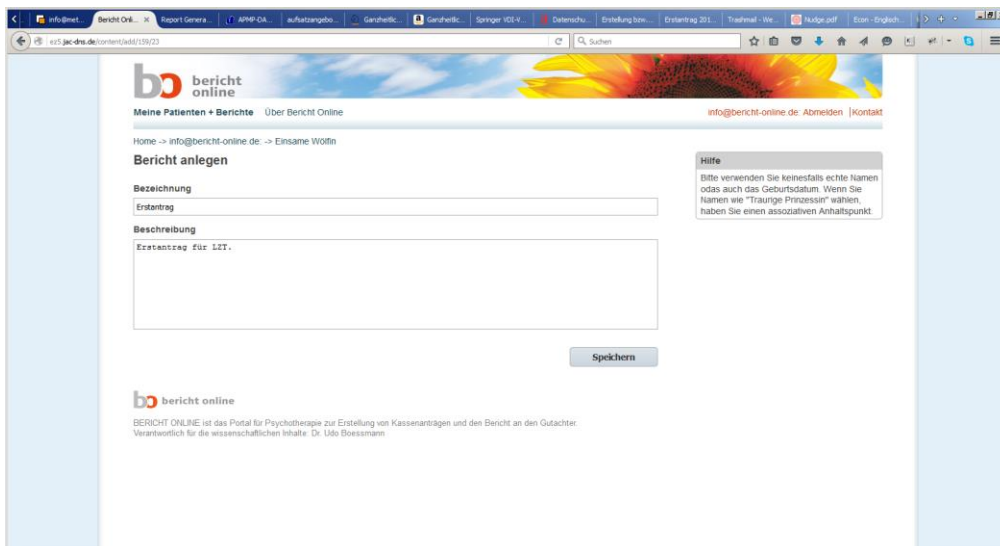 info@met...
Bericht Onl...
Report Genera...
APMP-DA...
aufsatzangebo...
Ganzheitlic...
Ganzheitlic...
Springer VDI-V...
Datenschu...
Erstellung bzw....
Erstantrag 201...
Trashmail - We...
Nudge.pdf
Econ - Englisch...
ez5.jac-dns.de/content/add/159/23
Suchen
bericht
online
Meine Patienten + Berichte Über Bericht Online
info@bericht-online.de: Abmelden | Kontakt
Home -> info@bericht-online.de: -> Einsame Wölfin
Bericht anlegen
Bezeichnung
Erstantrag
Beschreibung
Erstantrag für LZT.
Speichern
Hilfe
Bitte verwenden Sie keinesfalls echte Namen
odas auch das Geburtsdatum. Wenn Sie
Namen wie "Traurige Prinzessin" wählen,
haben Sie einen assoziativen Anhaltspunkt
bericht online
BERICHT ONLINE ist das Portal für Psychotherapie zur Erstellung von Kassenanträgen und den Bericht an den Gutachter.
Verantwortlich für die wissenschaftlichen Inhalte: Dr. Udo Boessmann